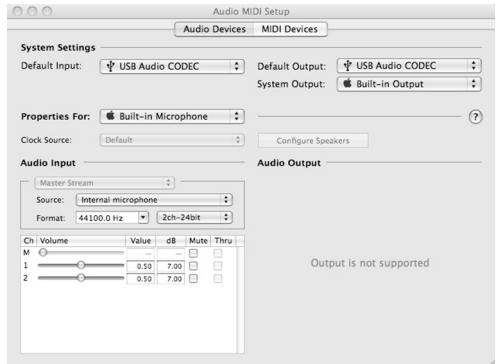 Audio MIDI Setup
Audio Devices MIDI Devices
System Settings
Default Input: USB Audio CODEC
Default Output: USB Audio CODEC
System Output: Built-in Output
Properties For: Built-in Microphone
?
Clock Source: Default
Configure Speakers
Audio Input
Audio Output
Master Stream
Source: Internal microphone
Format: 44100.0 Hz 2ch-24bit
Ch Volume Value dB Mute Thru
M -- --
1 0.50 7.00
2 0.50 7.00
Output is not supported